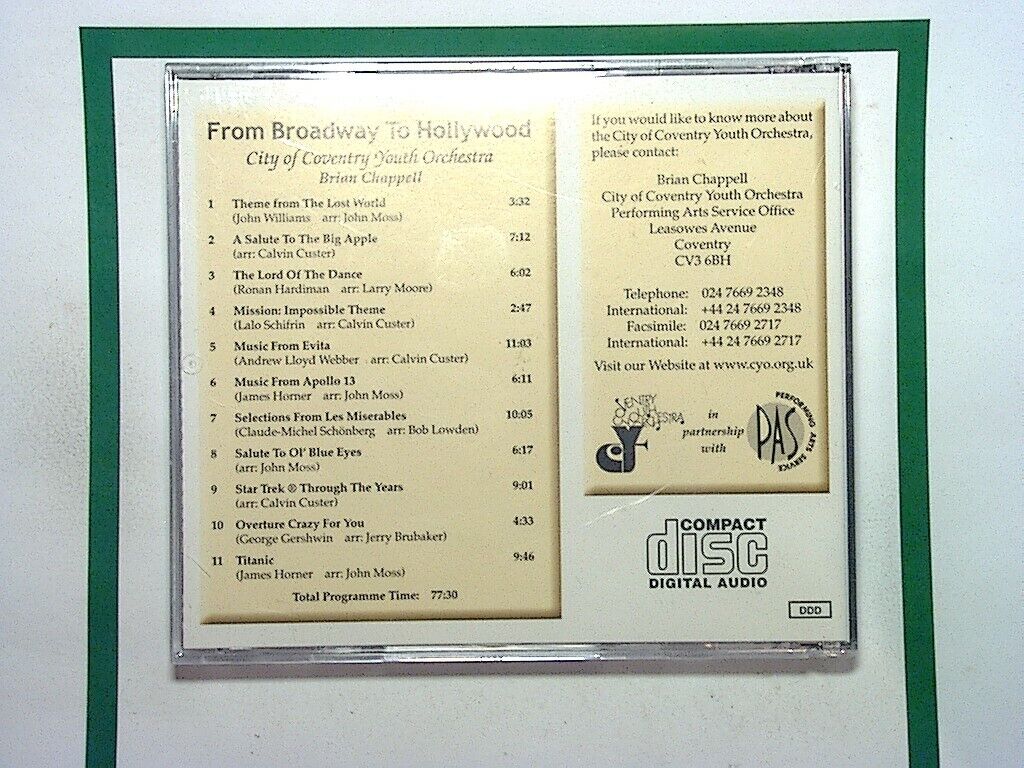 From Broadway To Hollywood
City of Coventry Youth Orchestra
Brian Chappell
1 Theme from The Lost World 3:32
(John Williams arr: John Moss)
2 A Salute To The Big Apple 7:12
(arr: Calvin Custer)
3 The Lord Of The Dance 6:02
(Ronan Hardiman arr: Larry Moore)
4 Mission: Impossible Theme 2:47
(Lalo Schifrin arr: Calvin Custer)
5 Music From Evita 11:03
(Andrew Lloyd Webber arr: Calvin Custer)
6 Music From Apollo 13 6:11
(James Horner arr: John Moss)
7 Selections From Les Miserables 10:05
(Claude-Michel Schönberg arr: Bob Lowden)
8 Salute To Ol' Blue Eyes 6:17
(arr: John Moss)
9 Star Trek ® Through The Years 9:01
(arr: Calvin Custer)
10 Overture Crazy For You 4:33
(George Gershwin arr: Jerry Brubaker)
11 Titanic 9:46
(James Horner arr: John Moss)
Total Programme Time: 77:30
If you would like to know more about
the City of Coventry Youth Orchestra,
please contact:
Brian Chappell
City of Coventry Youth Orchestra
Performing Arts Service Office
Leasowes Avenue
Coventry
CV3 6BH
Telephone: 024 7669 2348
International: +44 24 7669 2348
Facsimile: 024 7669 2717
International: +44 24 7669 2717
Visit our Website at www.cyo.org.uk
in
partnership
with
PAS
PERFORMING ARTS SERVICE
COMPACT
disc
DIGITAL AUDIO
DDD